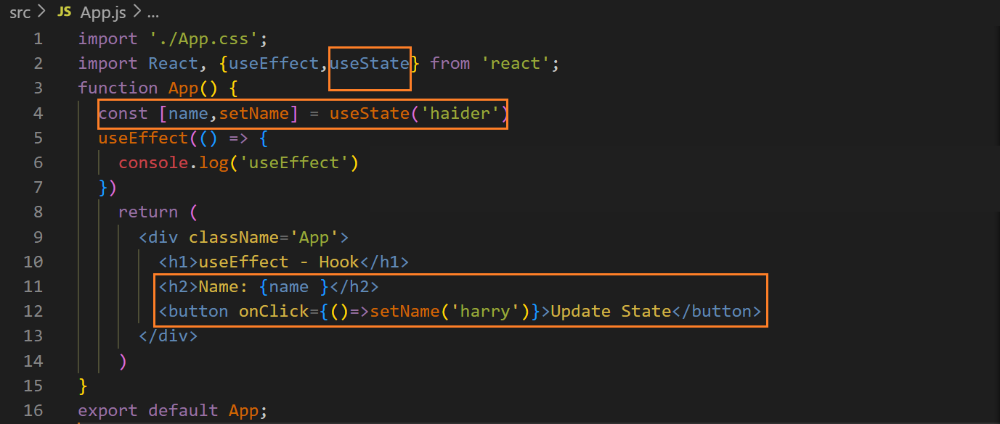 src > JS App.js > ...
1 import './App.css';
2 import React, {useEffect,useState} from 'react';
3 function App() {
4   const [name,setName] = useState('haider')
5   useEffect(() => {
6     console.log('useEffect')
7   })
8     return (
9       <div className='App'>
10         <h1>useEffect - Hook</h1>
11         <h2>Name: {name }</h2>
12         <button onClick={()=>setName('harry')}>Update State</button>
13       </div>
14     )
15 }
16 export default App;